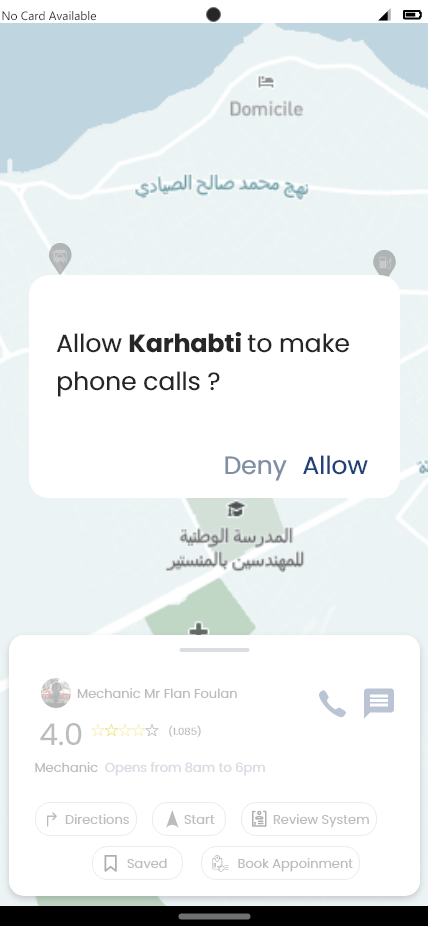 No Card Available
Domicile
نهج محمد صالح الصيادي
Allow Karhabti to make
phone calls ?
Deny Allow
المدرسة الوطنية
للمهندسين بالمنستير
Mechanic Mr Flan Foulan
4.0 (1.085)
Mechanic Opens from 8am to 6pm
Directions Start Review System
Saved Book Appoinment